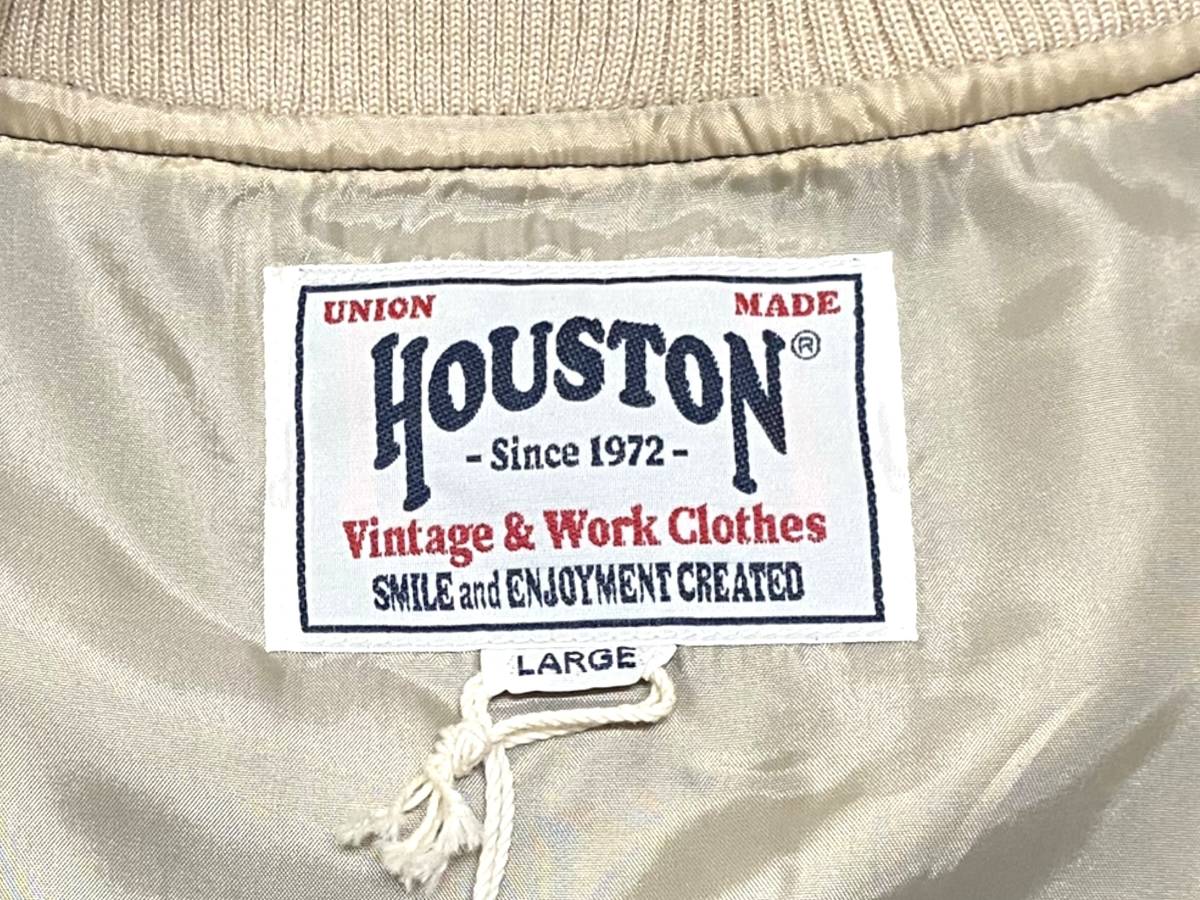 UNION MADE
HOUSTON®
- Since 1972 -
Vintage & Work Clothes
SMILE and ENJOYMENT CREATED
LARGE